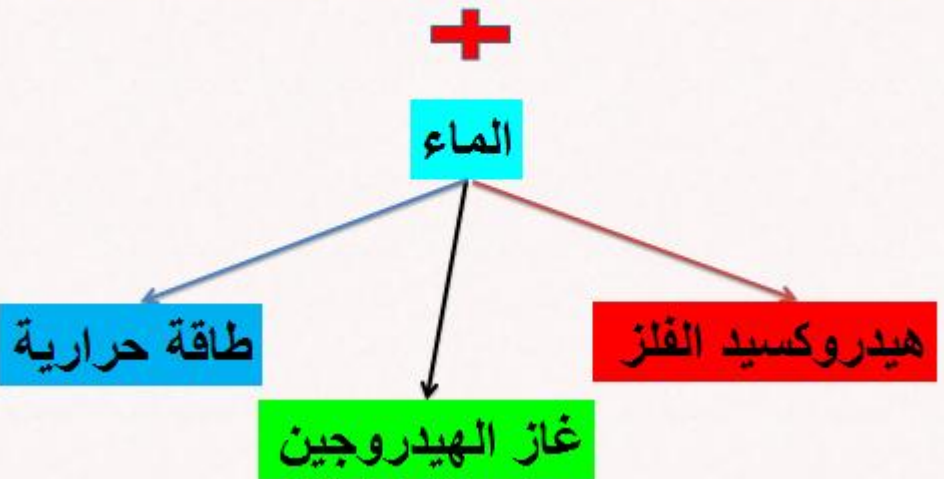 +
الماء
هيدروكسيد الفلز
طاقة حرارية
غاز الهيدروجين